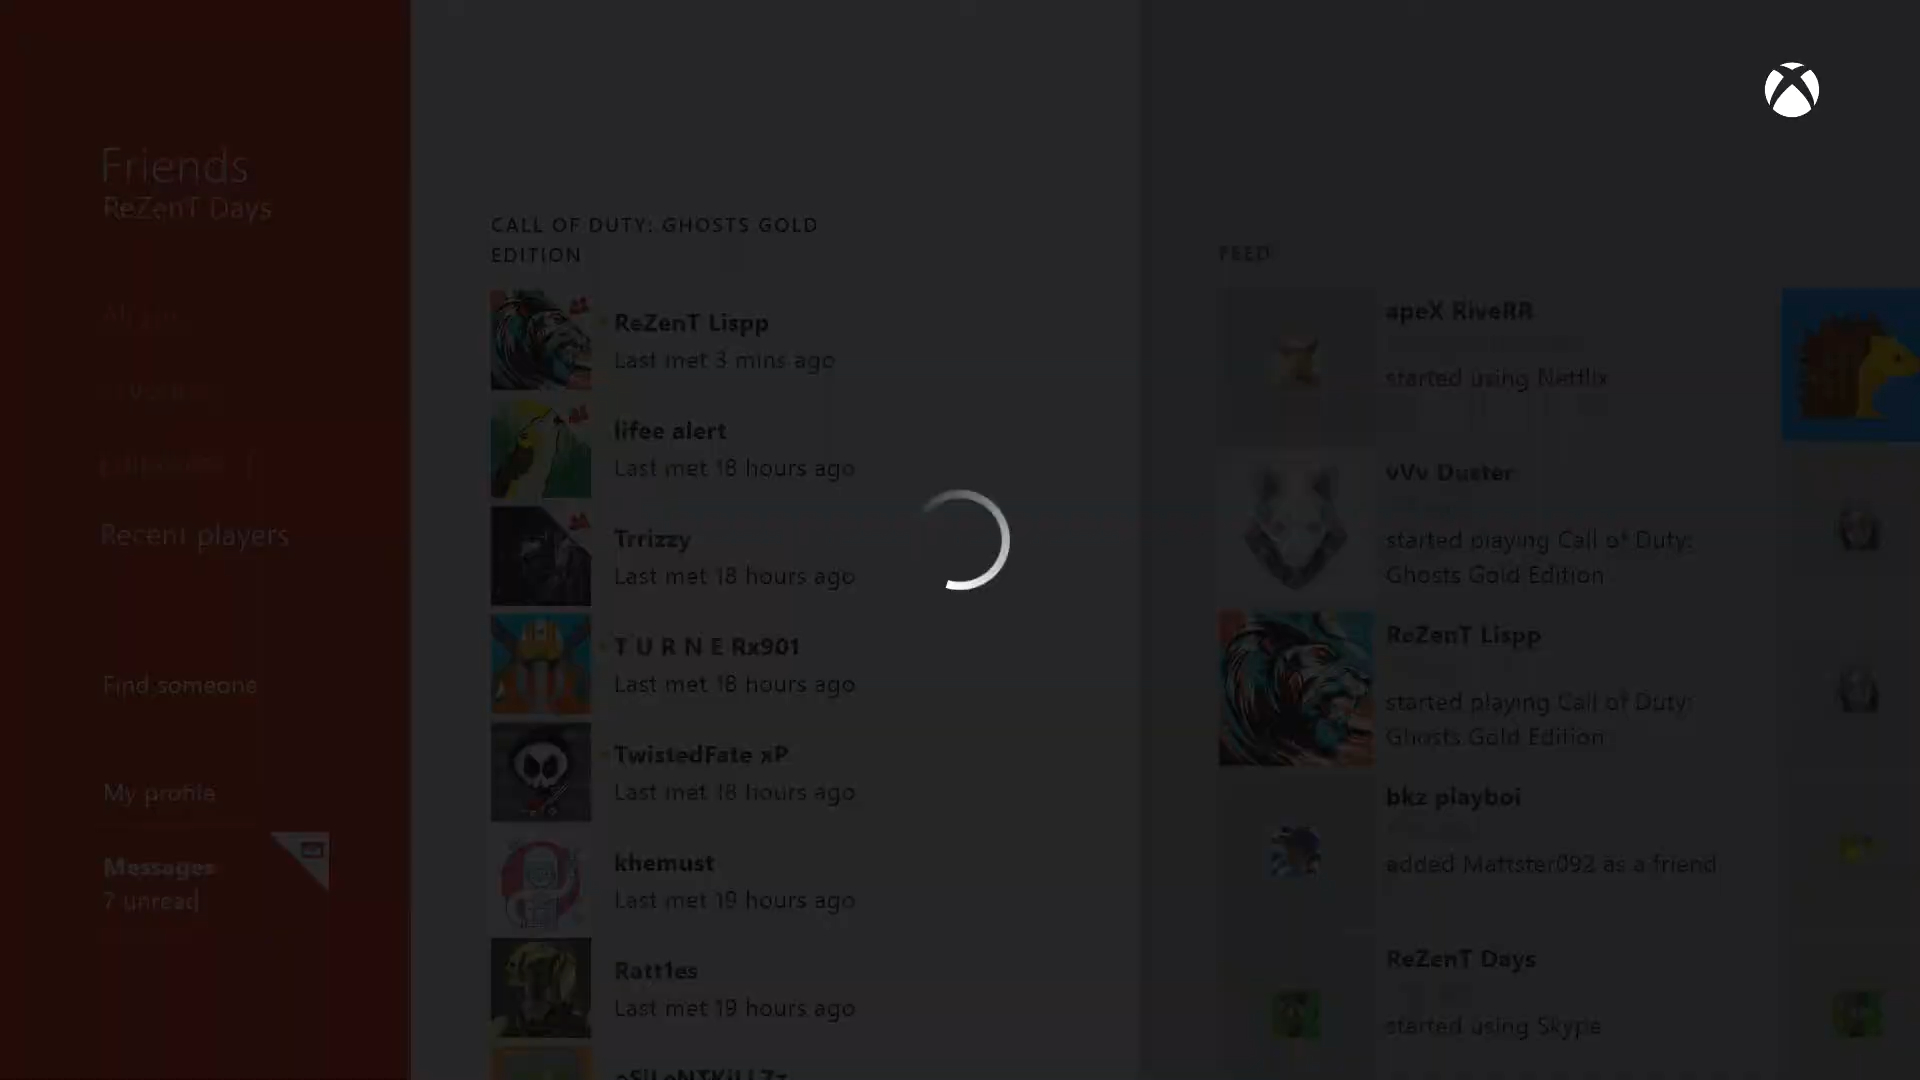 Friends
ReZenT Days
Recent players
Find someone
My profile
Messages
7 unread
CALL OF DUTY: GHOSTS GOLD
EDITION
ReZenT Lispp
Last met 3 mins ago
lifee alert
Last met 18 hours ago
Trrizzy
Last met 18 hours ago
T U R N E Rx901
Last met 18 hours ago
TwistedFate xP
Last met 18 hours ago
khemust
Last met 19 hours ago
Ratt1es
Last met 19 hours ago
FEED
apeX RiveRR
started using Netflix
vVv Duster
started playing Call of Duty:
Ghosts Gold Edition
ReZenT Lispp
started playing Call of Duty:
Ghosts Gold Edition
bkz playboi
added Mattster092 as a friend
ReZenT Days
started using Skype